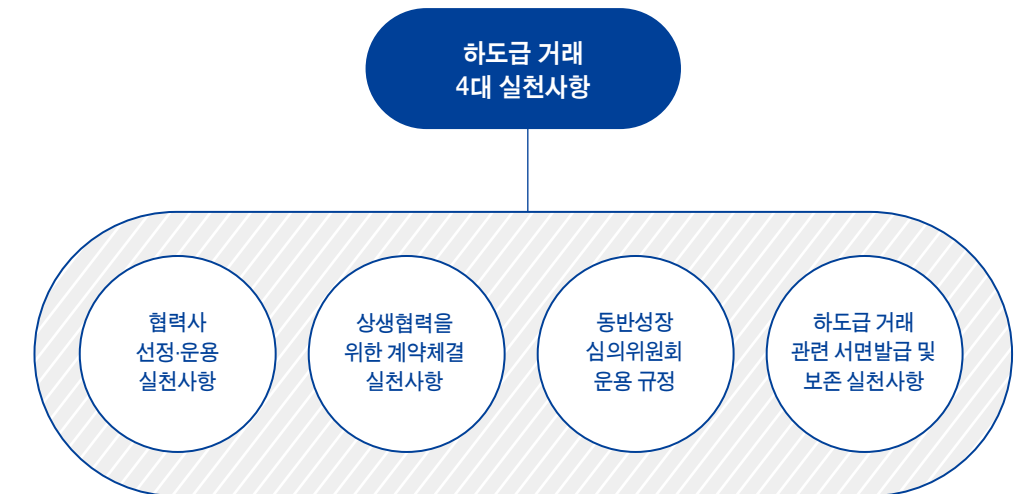 하도급 거래
4대 실천사항
협력사
선정·운용
실천사항
상생협력을
위한 계약체결
실천사항
동반성장
심의위원회
운용 규정
하도급 거래
관련 서면발급 및
보존 실천사항